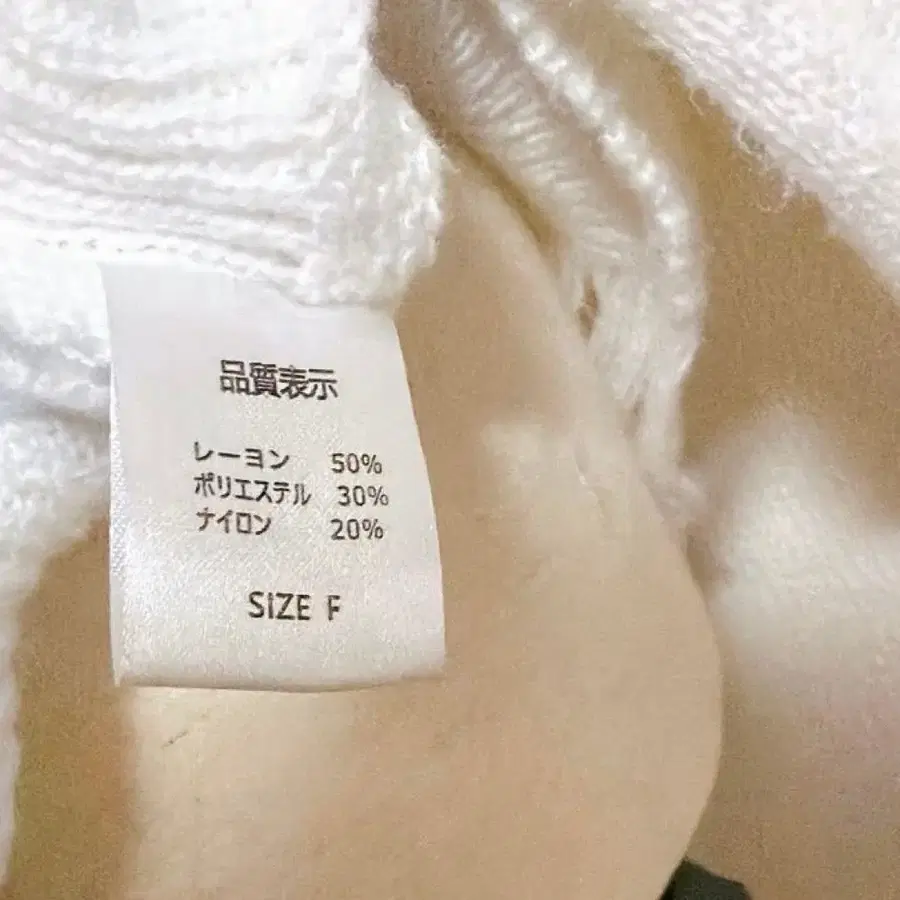 品質表示
レーヨン 50%
ポリエステル 30%
ナイロン 20%
SIZE F